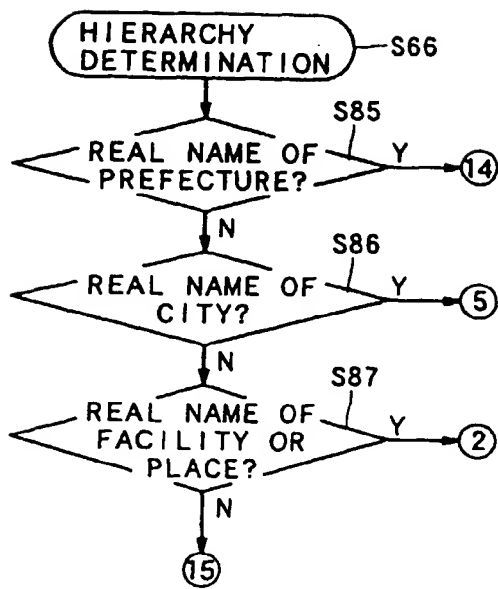 HIERARCHY
DETERMINATION
S66
S85
REAL NAME OF
PREFECTURE?
Y
14
N
S86
REAL NAME OF
CITY?
Y
5
N
S87
REAL NAME OF
FACILITY OR
PLACE?
Y
2
N
15